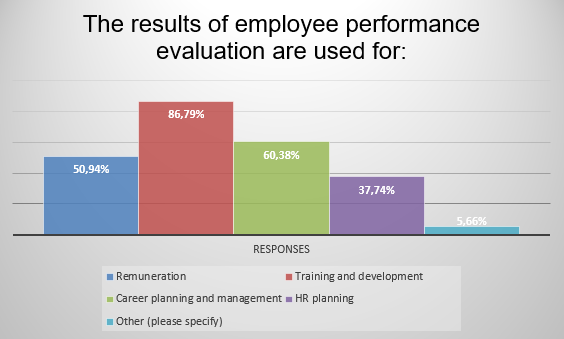 The results of employee performance
evaluation are used for:
86,79%
60,38%
50,94%
37,74%
5,66%
RESPONSES
Remuneration
Training and development
Career planning and management
HR planning
Other (please specify)